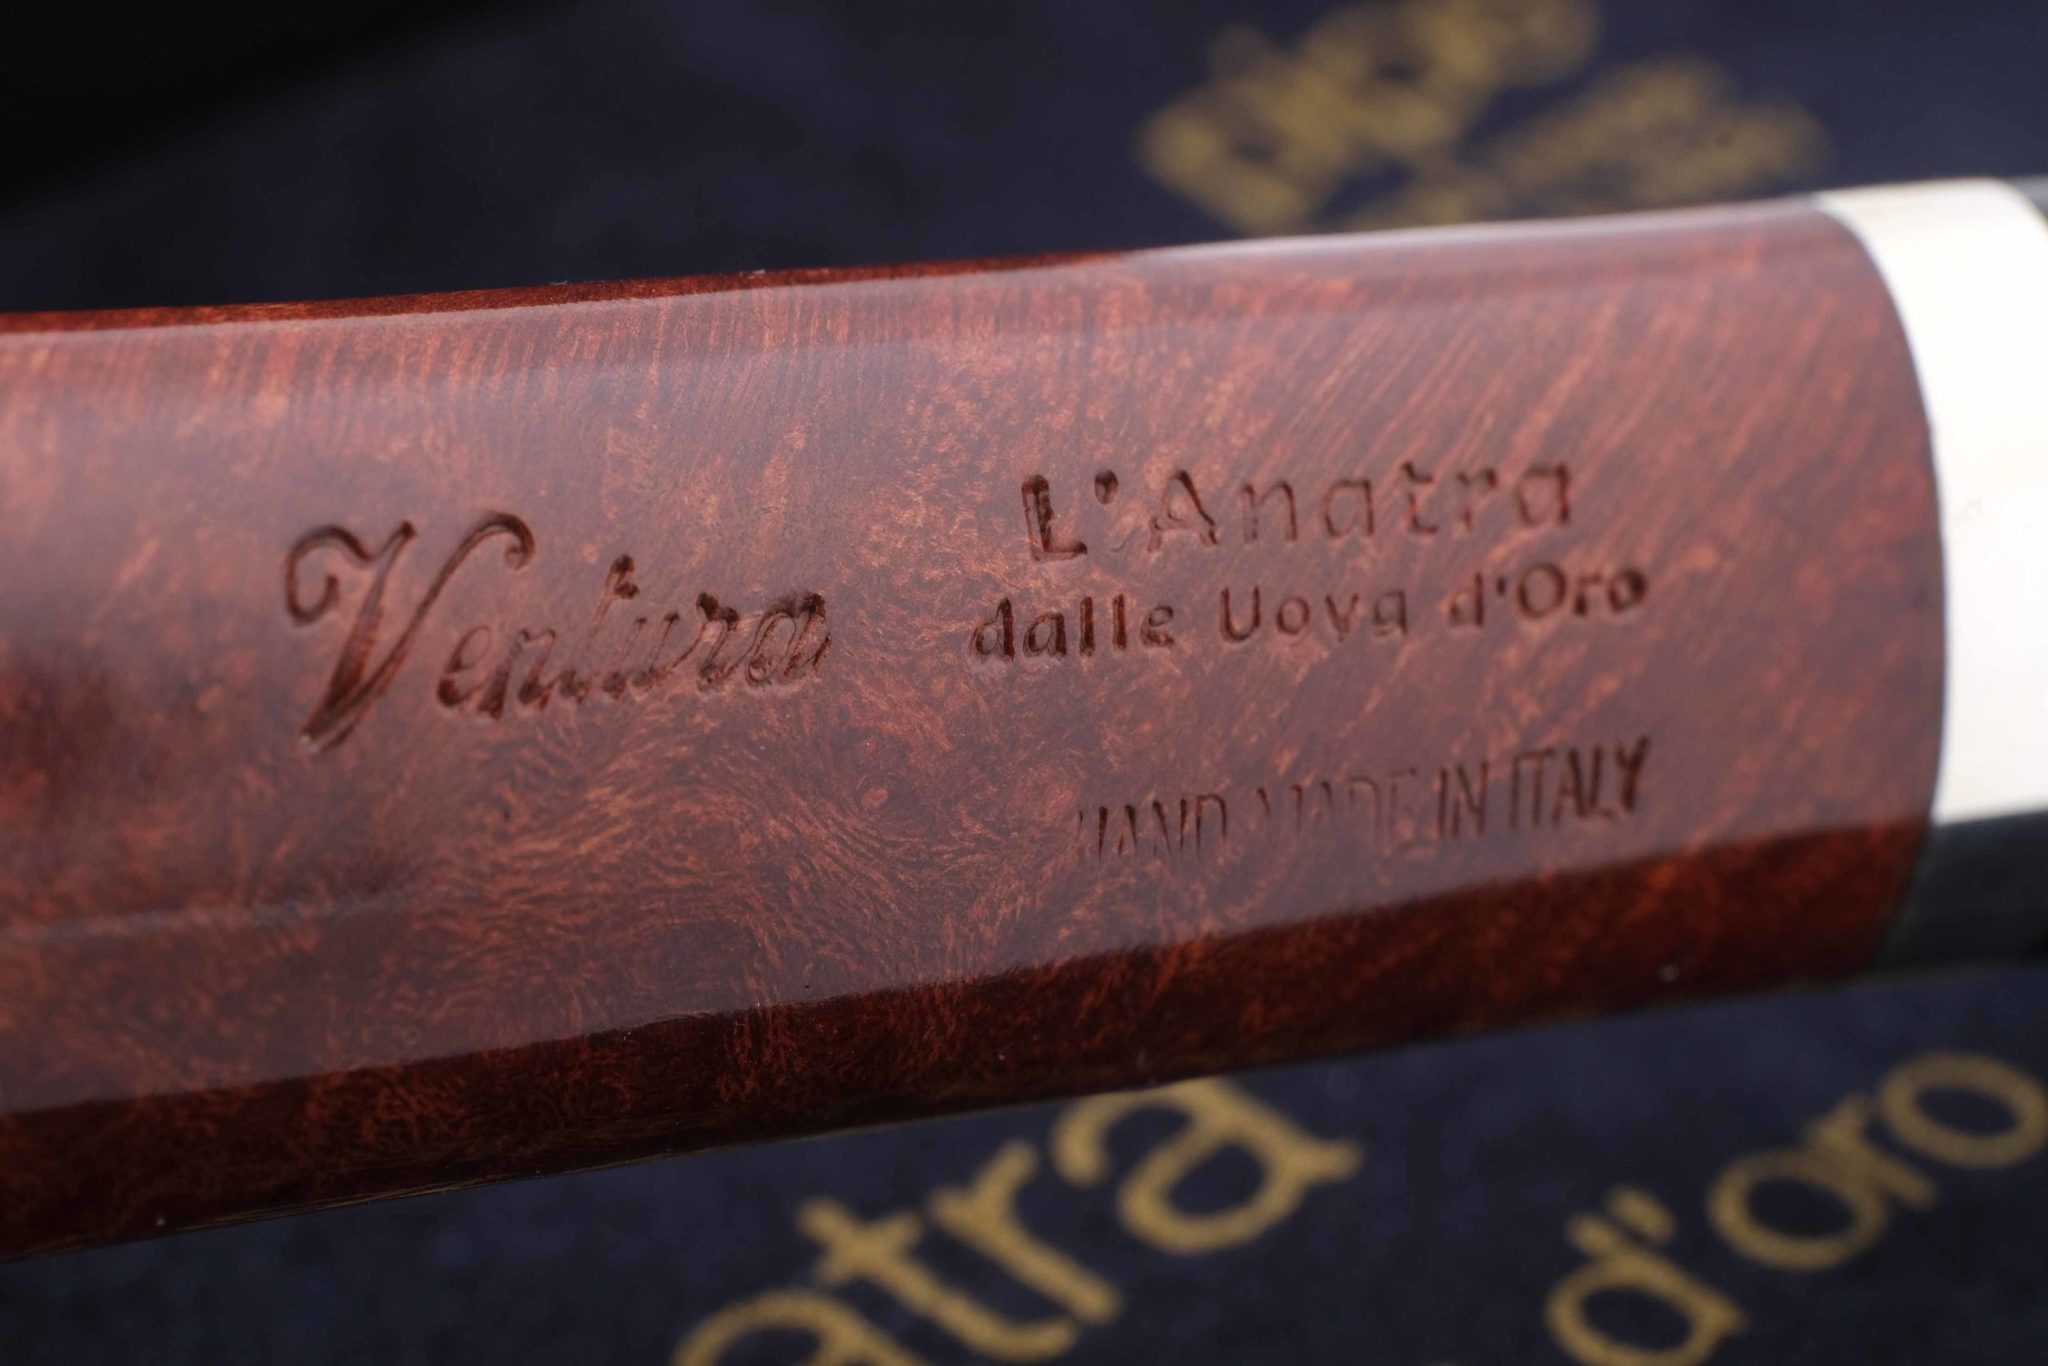 Ventura
L'Anatra
dalle Uova d'Oro
HAND MADE IN ITALY
atra
d'oro